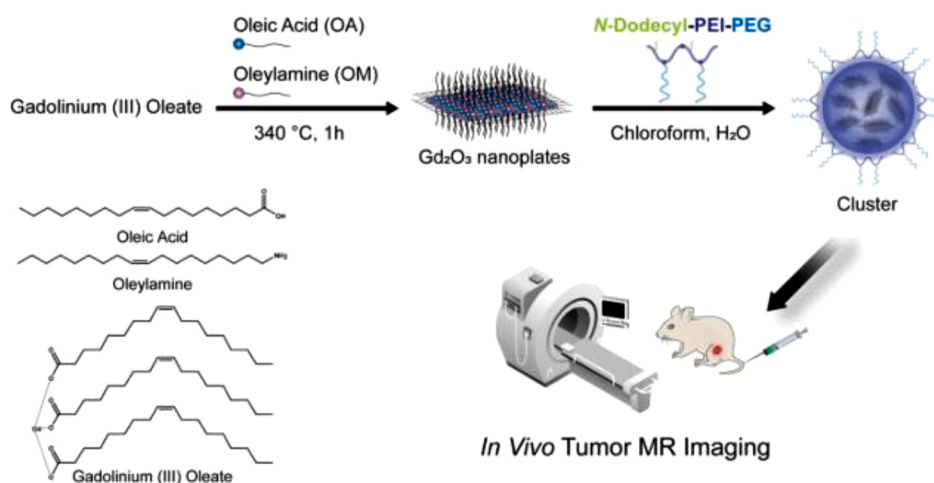 Oleic Acid (OA)
Oleylamine (OM)
Gadolinium (III) Oleate
340 °C, 1h
Gd₂O₃ nanoplates
N-Dodecyl-PEI-PEG
Chloroform, H₂O
Cluster
O
OH
Oleic Acid
NH₂
Oleylamine
O
O
O
O
Gd
O
O
Gadolinium (III) Oleate
In Vivo Tumor MR Imaging